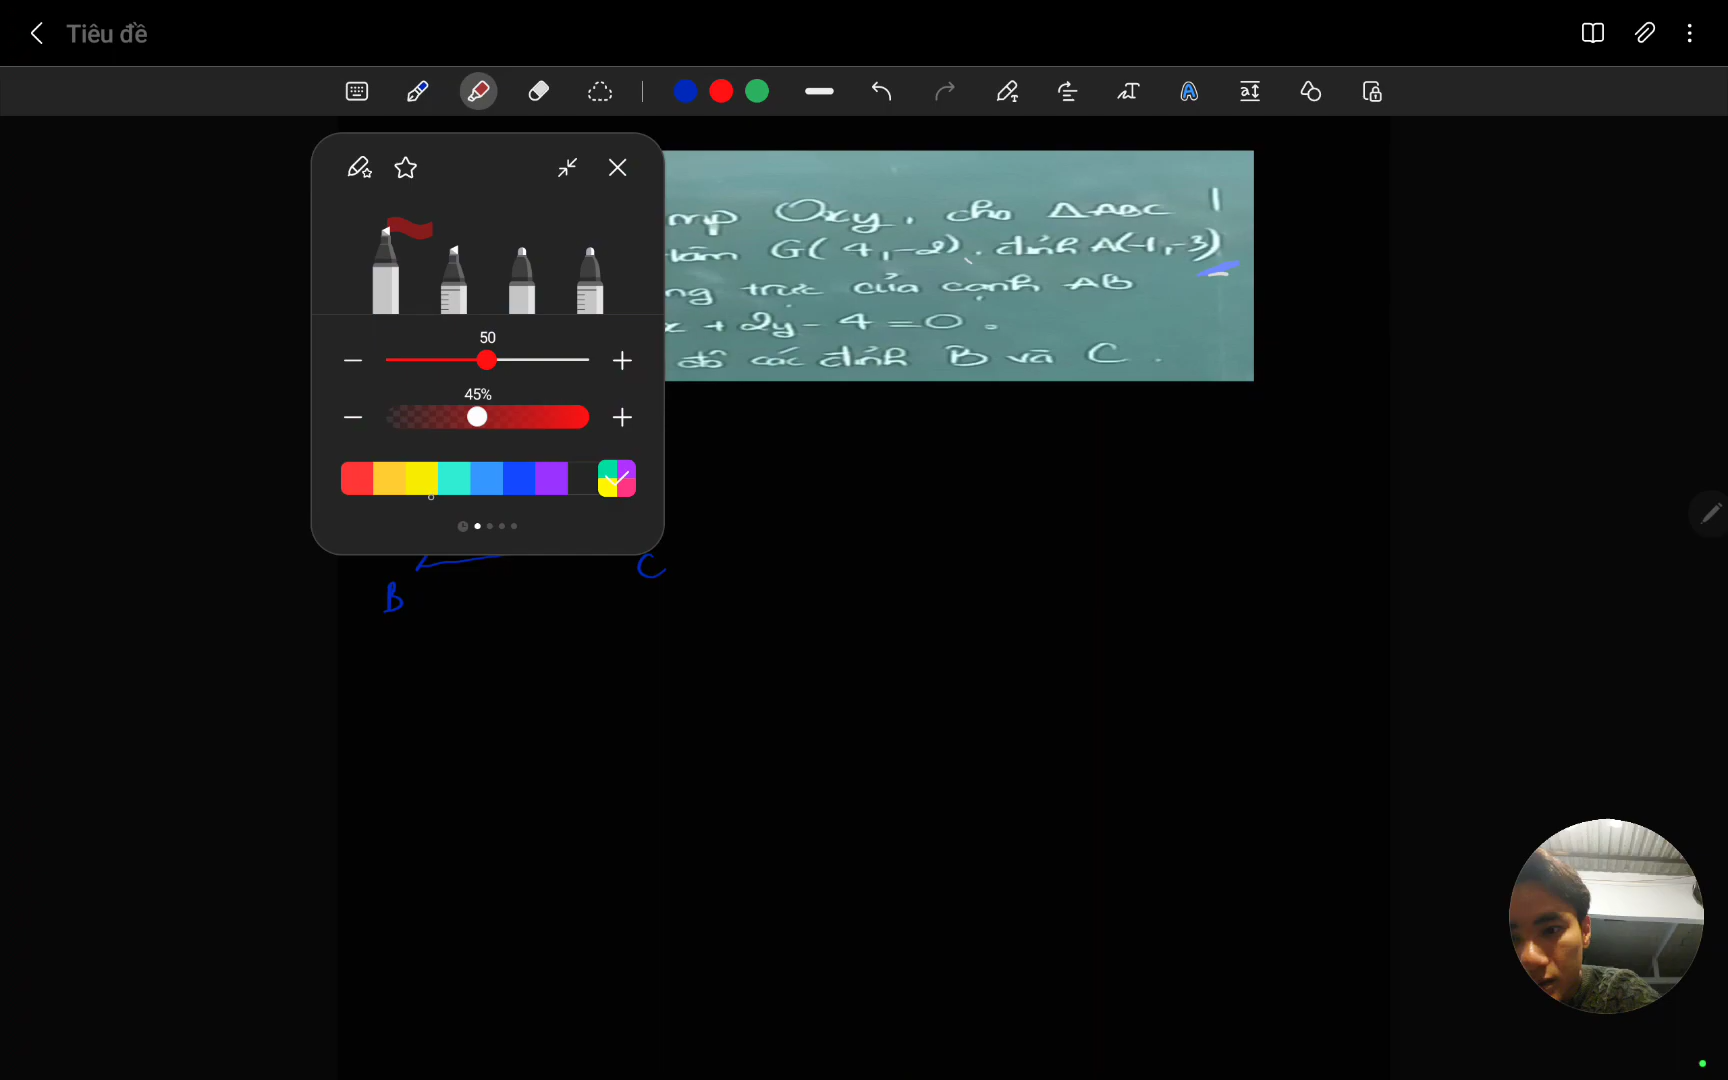 Tiêu đề
mp Oxy, cho ΔABC
tâm G(4,-2). đỉnh A(-1,-3)
ng trực của cạnh AB
x + 2y - 4 = 0.
độ các đỉnh B và C.
50
45%
C
B